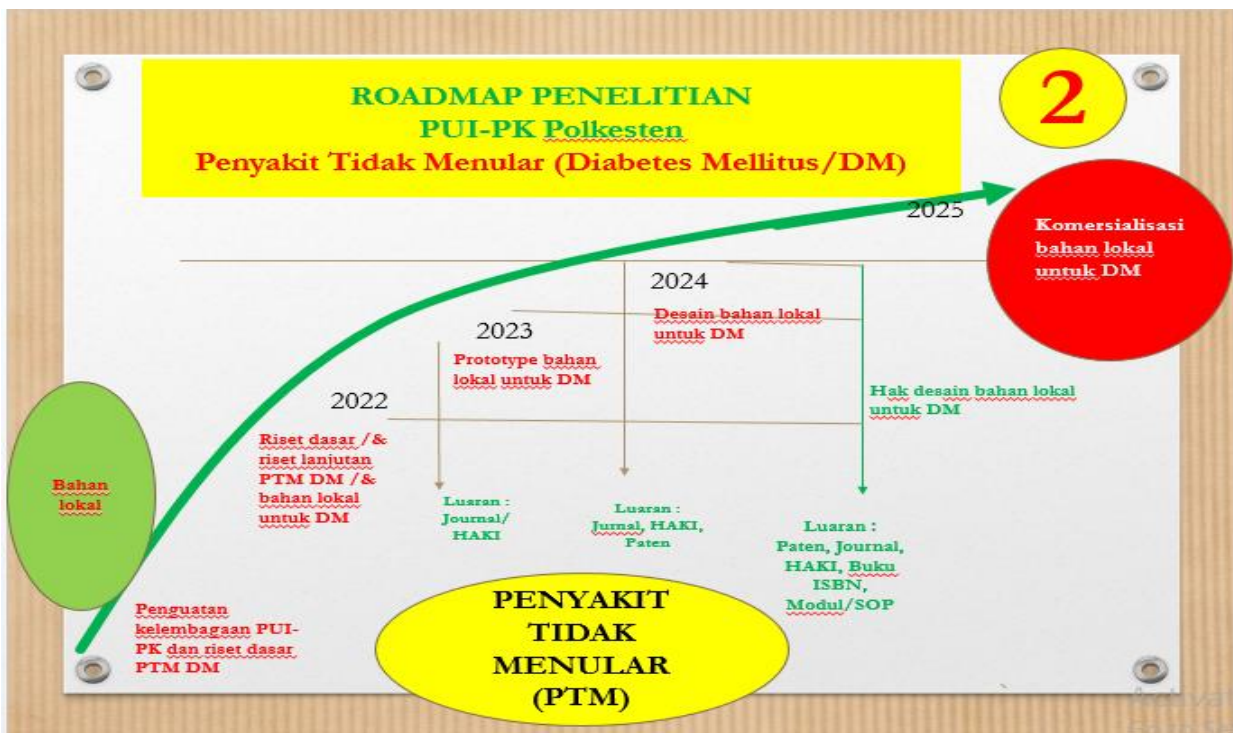 ROADMAP PENELITIAN
PUI-PK Polkesten
Penyakit Tidak Menular (Diabetes Mellitus/DM)
2
2025
Komersialisasi
bahan lokal
untuk DM
2024
Desain bahan lokal
untuk DM
2023
Prototype bahan
lokal untuk DM
Hak desain bahan lokal
untuk DM
2022
Riset dasar /&
riset lanjutan
PTM DM /&
bahan lokal
untuk DM
Bahan
lokal
Luaran :
Journal/
HAKI
Luaran :
Jurnal, HAKI,
Paten
Luaran :
Paten, Journal,
HAKI, Buku
ISBN,
Modul/SOP
Penguatan
kelembagaan PUI-
PK dan riset dasar
PTM DM
PENYAKIT
TIDAK
MENULAR
(PTM)